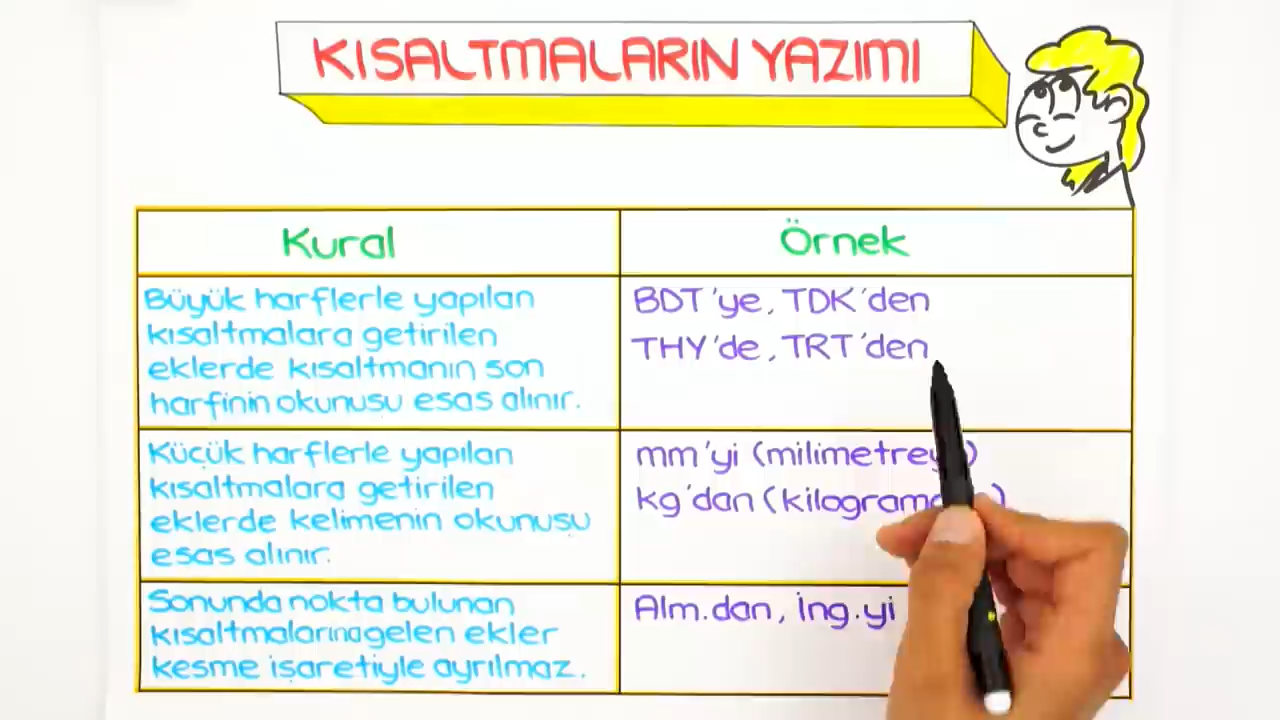 KISALTMALARIN YAZIMI
Kural
Örnek
Büyük harflerle yapılan
kısaltmalara getirilen
eklerde kısaltmanın son
harfinin okunuşu esas alınır.
BDT'ye, TDK'den
THY'de, TRT'den
Küçük harflerle yapılan
kısaltmalara getirilen
eklerde kelimenin okunuşu
esas alınır.
mm'yi (milimetre
kg'dan (kilogram
Sonunda nokta bulunan
kısaltmalarına gelen ekler
kesme işaretiyle ayrılmaz.
Alm.dan, İng.yi